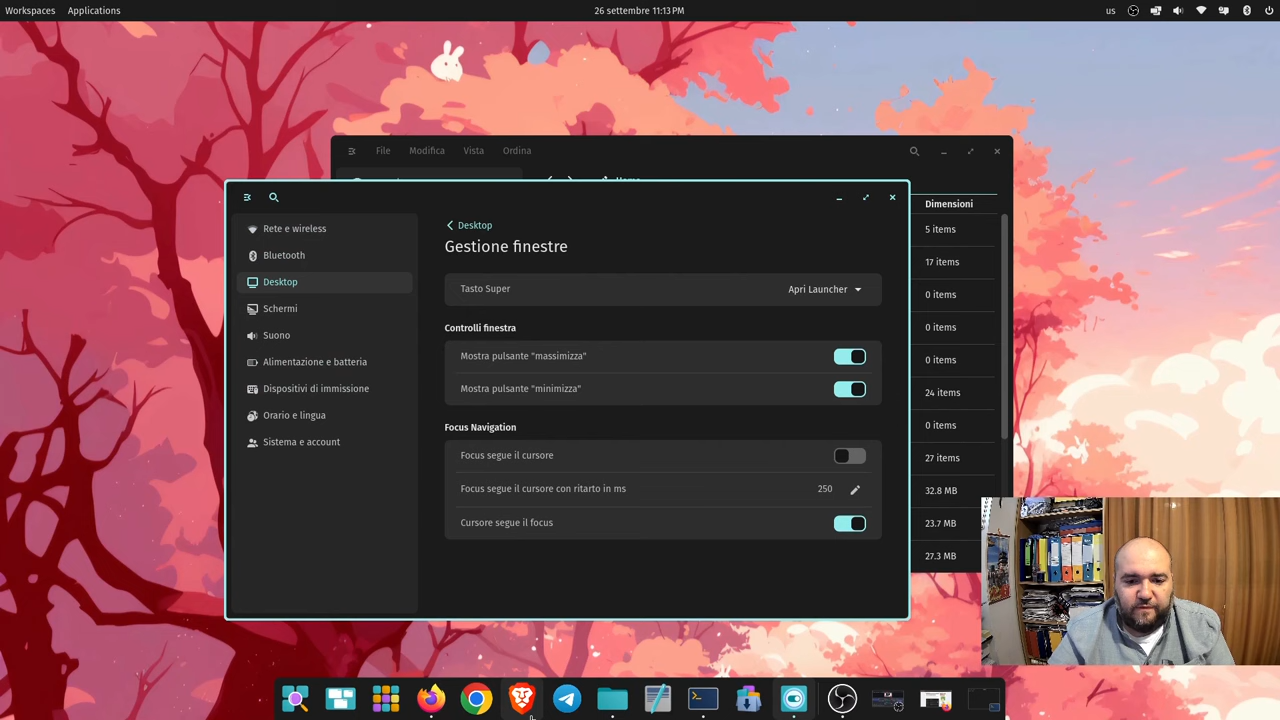 Workspaces Applications 26 settembre 11:13 PM us
File Modifica Vista Ordina
Dimensioni
5 items
17 items
0 items
0 items
0 items
24 items
0 items
27 items
32.8 MB
23.7 MB
27.3 MB
Rete e wireless
Bluetooth
Desktop
Schermi
Suono
Alimentazione e batteria
Dispositivi di immissione
Orario e lingua
Sistema e account
Desktop
Gestione finestre
Tasto Super Apri Launcher
Controlli finestra
Mostra pulsante "massimizza"
Mostra pulsante "minimizza"
Focus Navigation
Focus segue il cursore
Focus segue il cursore con ritarto in ms 250
Cursore segue il focus